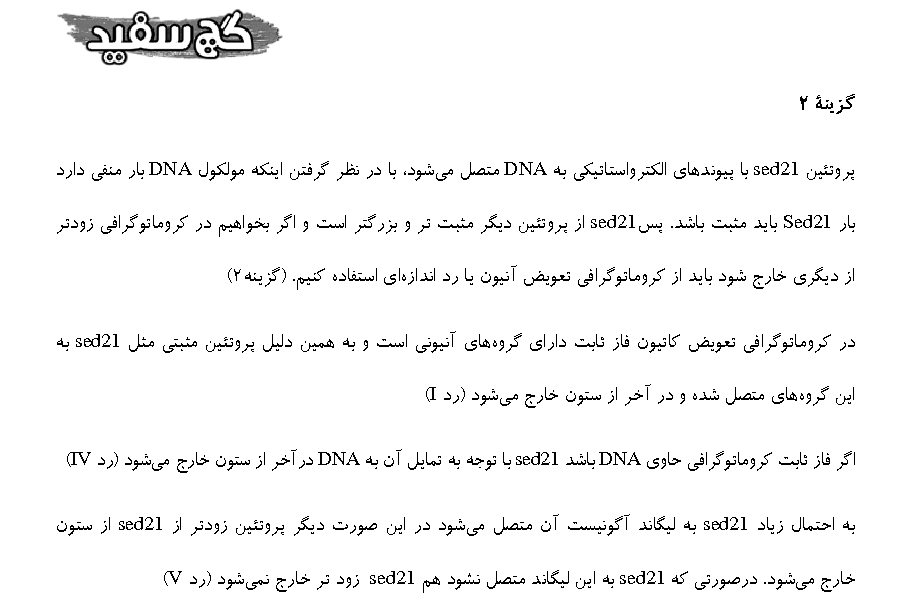 گچ سفید
گزینهٔ ۲
پروتئین sed21 با پیوندهای الکترواستاتیکی به DNA متصل می‌شود، با در نظر گرفتن اینکه مولکول DNA بار منفی دارد
بار Sed21 باید مثبت باشد. پس sed21 از پروتئین دیگر مثبت تر و بزرگتر است و اگر بخواهیم در کروماتوگرافی زودتر
از دیگری خارج شود باید از کروماتوگرافی تعویض آنیون یا رد اندازه‌ای استفاده کنیم. (گزینه۲)
در کروماتوگرافی تعویض کاتیون فاز ثابت دارای گروه‌های آنیونی است و به همین دلیل پروتئین مثبتی مثل sed21 به
این گروه‌های متصل شده و در آخر از ستون خارج می‌شود (رد I)
اگر فاز ثابت کروماتوگرافی حاوی DNA باشد sed21 با توجه به تمایل آن به DNA درآخر از ستون خارج می‌شود (رد IV)
به احتمال زیاد sed21 به لیگاند آگونیست آن متصل می‌شود در این صورت دیگر پروتئین زودتر از sed21 از ستون
خارج می‌شود. درصورتی که sed21 به این لیگاند متصل نشود هم sed21 زود تر خارج نمی‌شود (رد V)